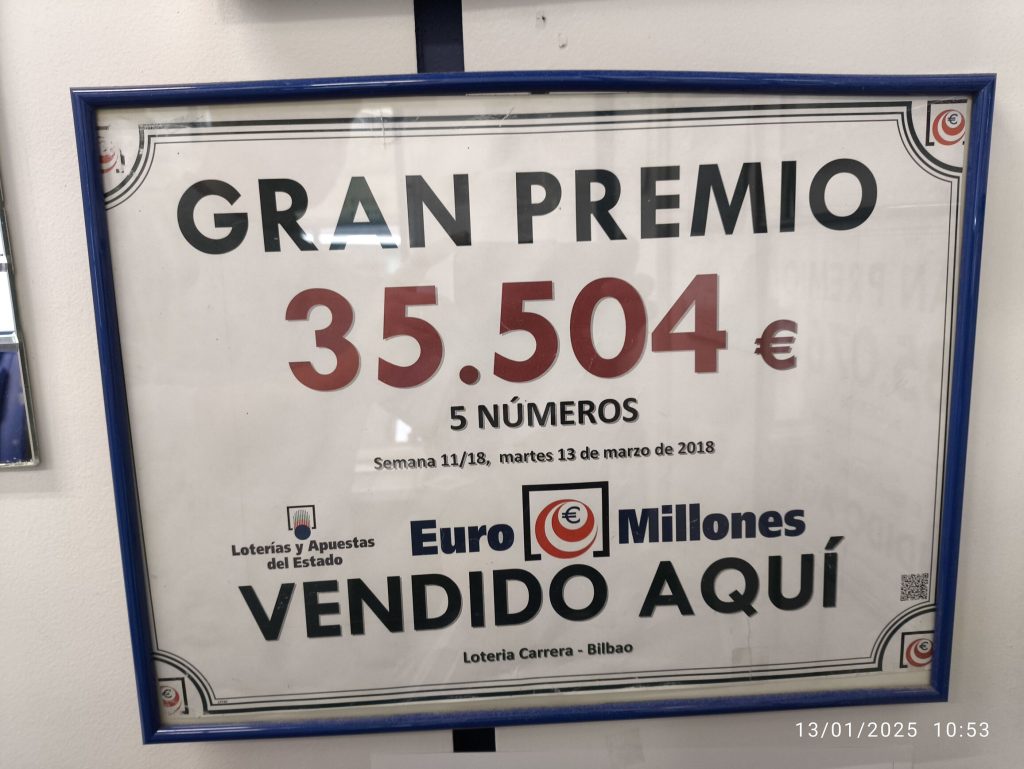 GRAN PREMIO
35.504 €
5 NÚMEROS
Semana 11/18, martes 13 de marzo de 2018
Loterías y Apuestas
del Estado
Euro € Millones
VENDIDO AQUÍ
Loteria Carrera - Bilbao
13/01/2025 10:53